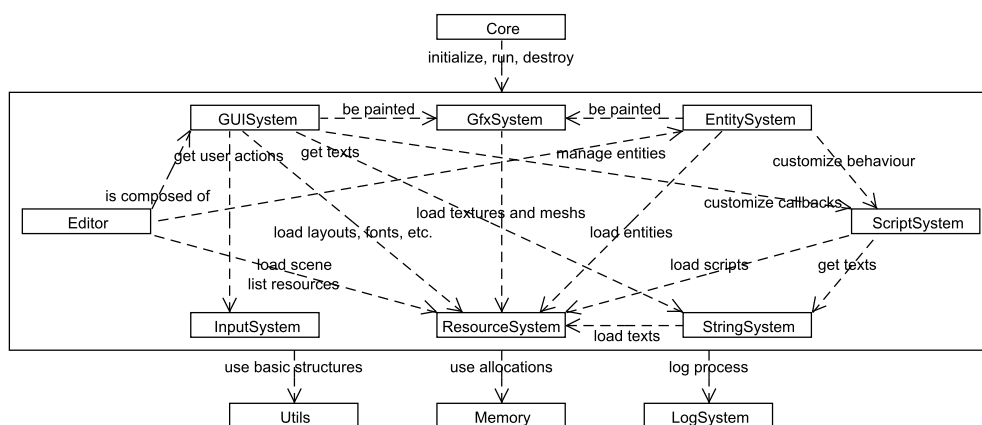 Core
initialize, run, destroy
be painted
be painted
GUISystem
GfxSystem
EntitySystem
get user actions
get texts
manage entities
customize behaviour
is composed of
customize callbacks
Editor
load textures and meshs
ScriptSystem
load layouts, fonts, etc.
load entities
load scene
load scripts
get texts
list resources
InputSystem
ResourceSystem
StringSystem
load texts
use basic structures
use allocations
log process
Utils
Memory
LogSystem